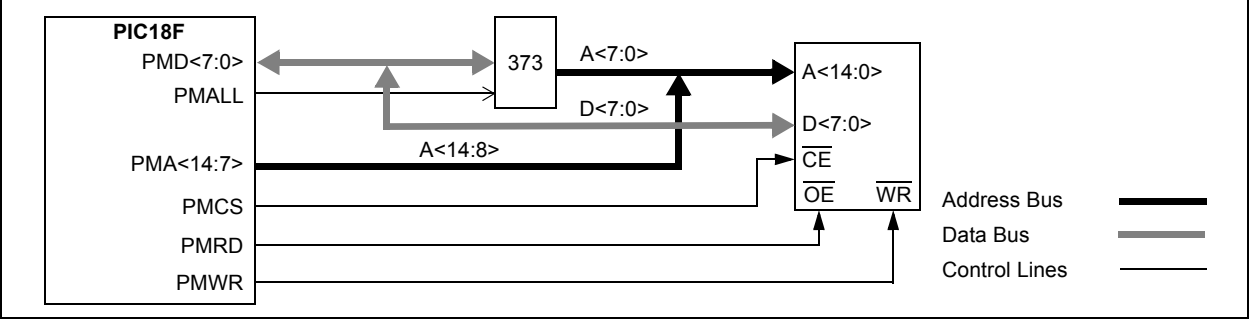 PIC18F
PMD<7:0>
PMALL
PMA<14:7>
PMCS
PMRD
PMWR
373
A<7:0>
D<7:0>
A<14:8>
A<14:0>
D<7:0>
CE
OE WR
Address Bus
Data Bus
Control Lines